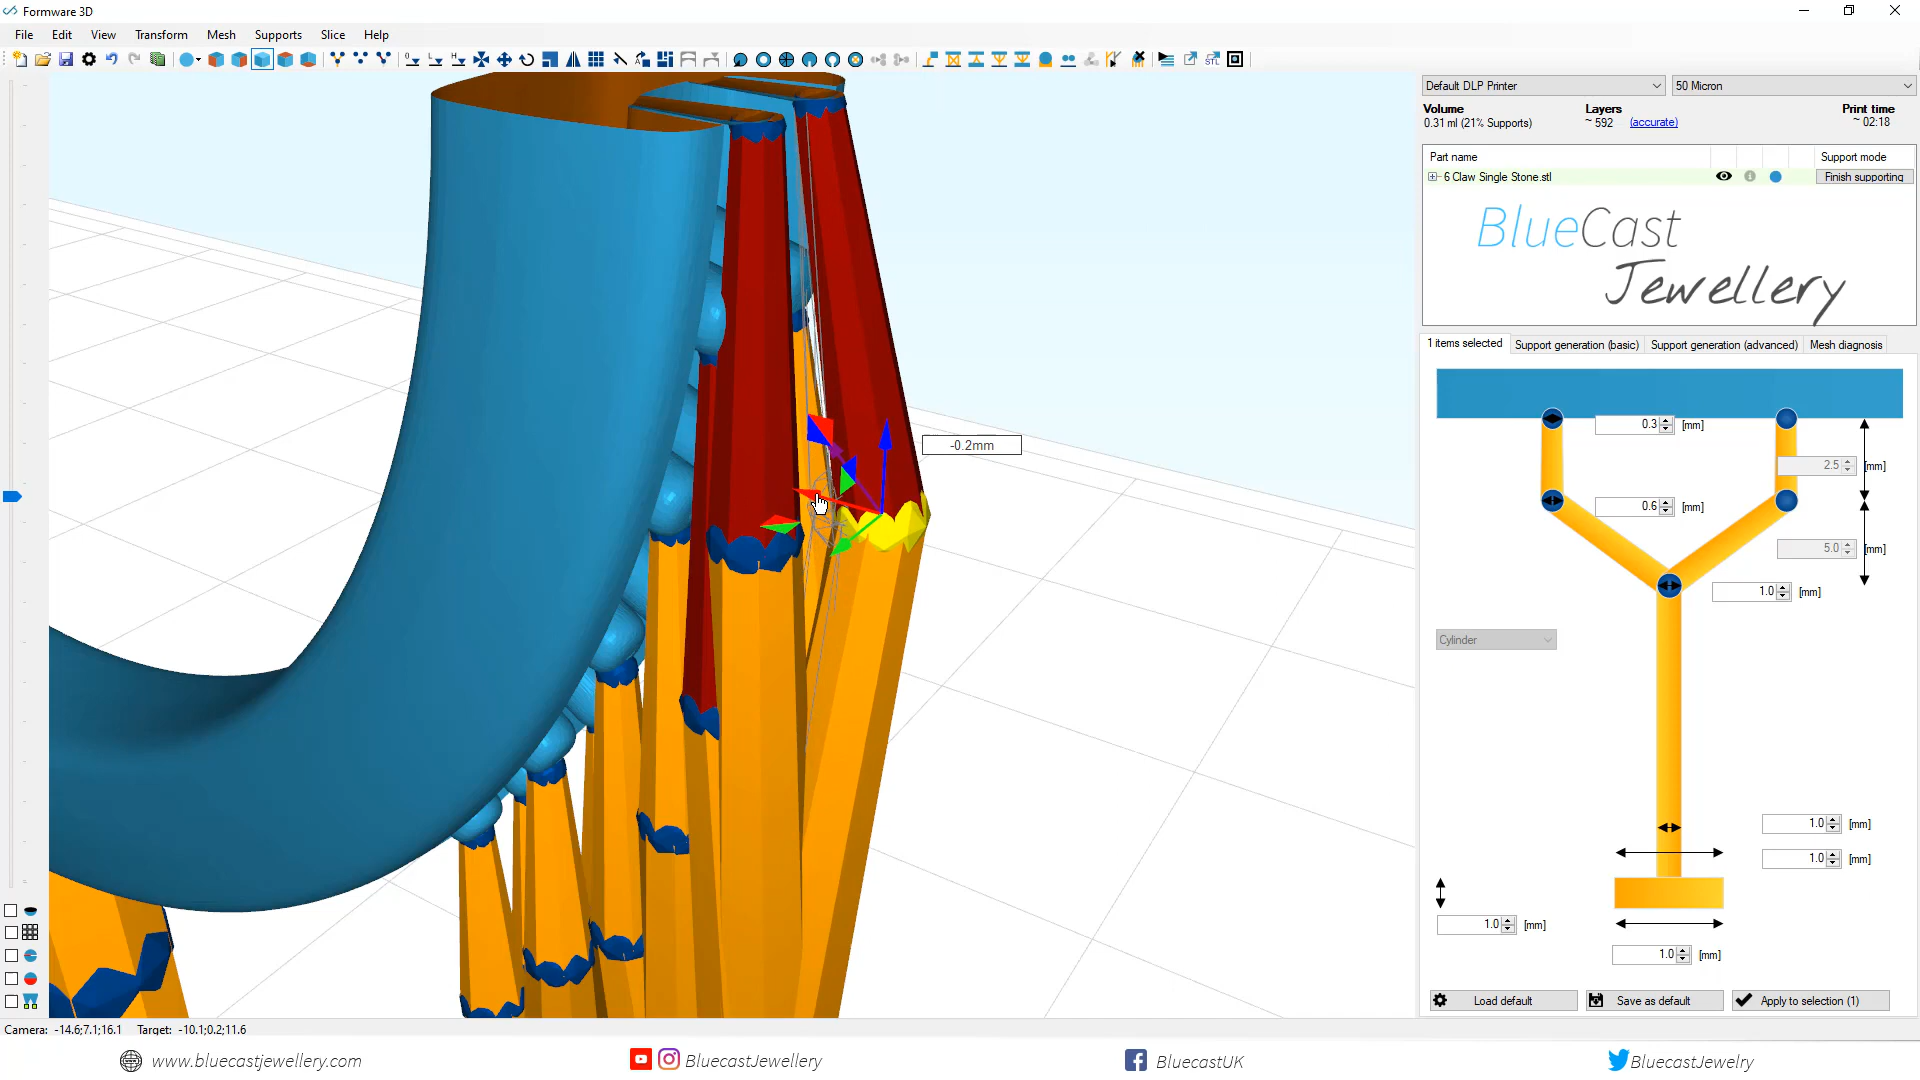 Formware 3D
File Edit View Transform Mesh Supports Slice Help
STL
Default DLP Printer 50 Micron
Volume Layers Print time
0.31 ml (21% Supports) ~ 592 (accurate) ~ 02:18
Part name Support mode
6 Claw Single Stone.stl Finish supporting
BlueCast
Jewellery
1 items selected Support generation (basic) Support generation (advanced) Mesh diagnosis
0.3 [mm]
-0.2mm
2.5 [mm]
0.6 [mm]
5.0 [mm]
1.0 [mm]
Cylinder
1.0 [mm]
1.0 [mm]
1.0 [mm]
1.0 [mm]
Load default Save as default Apply to selection (1)
Camera: -14.6;7.1;16.1 Target: -10.1;0.2;11.6
www.bluecastjewellery.com BluecastJewellery BluecastUK BluecastJewelry